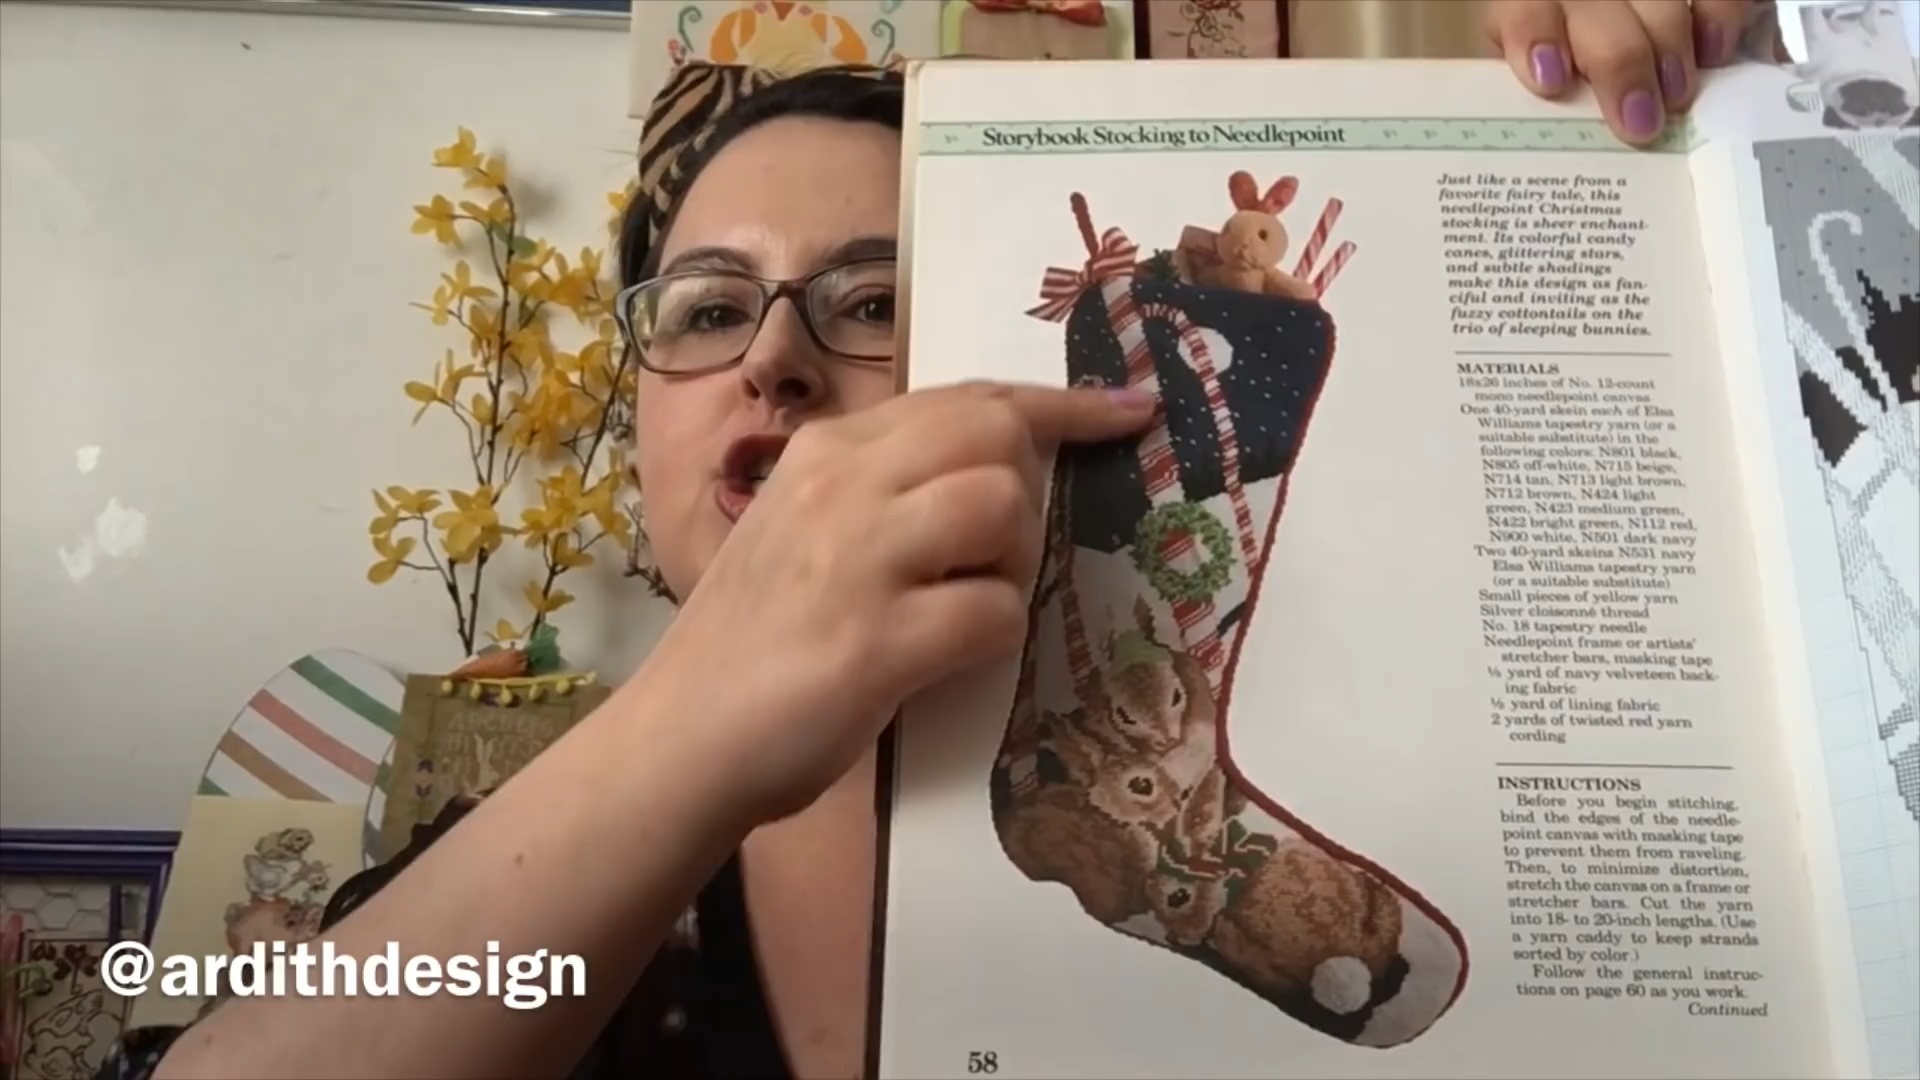 Storybook Stocking to Needlepoint
Just like a scene from a
favorite fairy tale, this
needlepoint Christmas
stocking is sheer enchant-
ment. Its colorful candy
canes, glittering stars,
and subtle shadings
make this design as fan-
ciful and inviting as the
fuzzy cottontails on the
trio of sleeping bunnies.
MATERIALS
18x26 inches of No. 12-count
mono needlepoint canvas
One 40-yard skein each of Elsa
Williams tapestry yarn (or a
suitable substitute) in the
following colors: N801 black,
N805 off-white, N715 beige,
N714 tan, N713 light brown,
N712 brown, N424 light
green, N423 medium green,
N422 bright green, N112 red,
N900 white, N501 dark navy
Two 40-yard skeins N531 navy
Elsa Williams tapestry yarn
(or a suitable substitute)
Small pieces of yellow yarn
Silver cloisonné thread
No. 18 tapestry needle
Needlepoint frame or artists'
stretcher bars, masking tape
yard of navy velveteen back-
ing fabric
½ yard of lining fabric
2 yards of twisted red yarn
cording
INSTRUCTIONS
Before you begin stitching,
bind the edges of the needle-
point canvas with masking tape
to prevent them from raveling.
Then, to minimize distortion,
stretch the canvas on a frame or
stretcher bars. Cut the yarn
into 18- to 20-inch lengths. (Use
a yarn caddy to keep strands
sorted by color.)
Follow the general instruc-
tions on page 60 as you work.
Continued
58
@ardithdesign